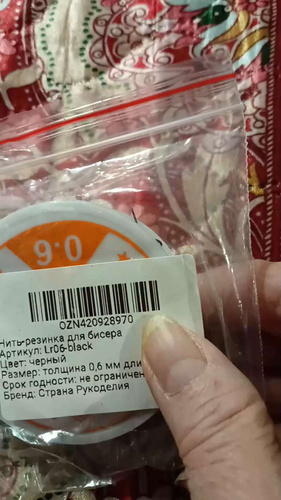 0.6
OZN420928970
Нить-резинка для бисера
Артикул: Lr06-black
Цвет: черный
Размер: толщина 0,6 мм
Срок годности: не ограничен
Бренд: Страна Рукоделия